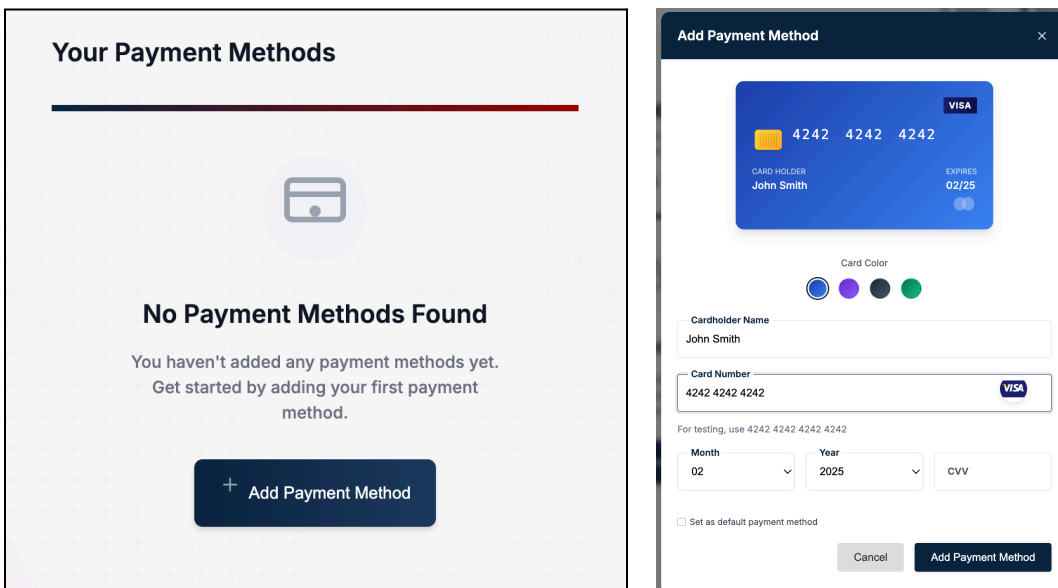 Your Payment Methods
No Payment Methods Found
You haven't added any payment methods yet.
Get started by adding your first payment
method.
+ Add Payment Method
Add Payment Method ×
VISA
4242 4242 4242
CARD HOLDER
John Smith
EXPIRES
02/25
Card Color
Cardholder Name
John Smith
Card Number
4242 4242 4242
VISA
For testing, use 4242 4242 4242 4242
Month
02
Year
2025
CVV
Set as default payment method
Cancel
Add Payment Method